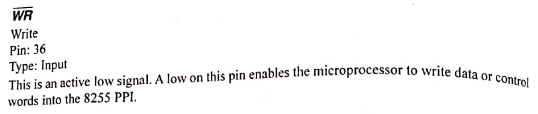 W̅R̅
Write
Pin: 36
Type: Input
This is an active low signal. A low on this pin enables the microprocessor to write data or control
words into the 8255 PPI.